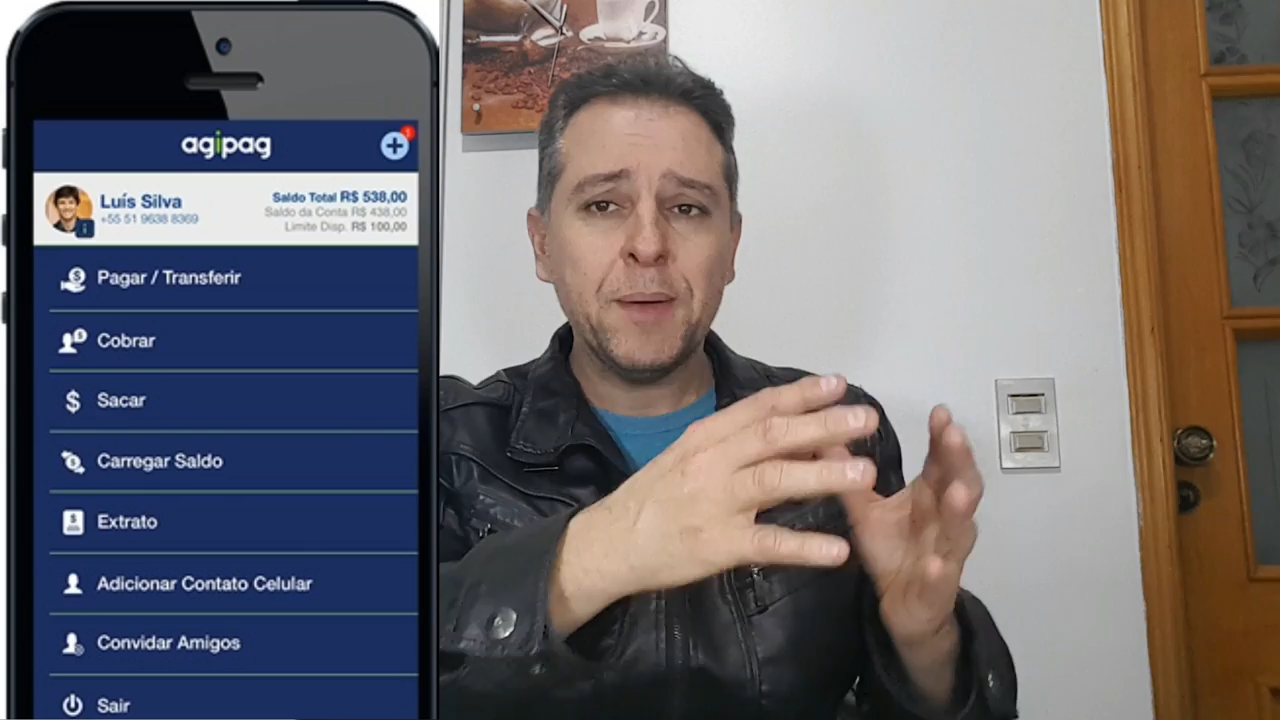 agipag
1
Luís Silva
+55 51 9638 8369
Saldo Total R$ 538,00
Saldo da Conta R$ 438,00
Limite Disp. R$ 100,00
Pagar / Transferir
Cobrar
$ Sacar
Carregar Saldo
Extrato
Adicionar Contato Celular
Convidar Amigos
Sair